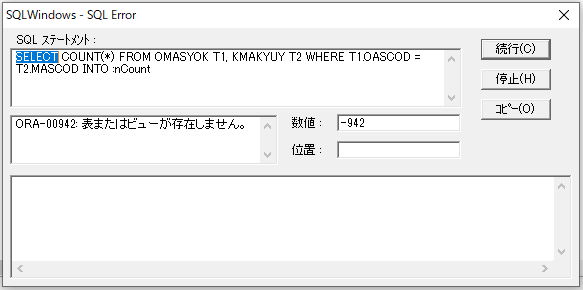 SQLWindows - SQL Error
SQL ステートメント :
SELECT COUNT(*) FROM OMASYOK T1, KMAKYUY T2 WHERE T1.OASCOD =
T2.MASCOD INTO :nCount
続行(C)
停止(H)
コピー(O)
ORA-00942: 表またはビューが存在しません。
数値 :
-942
位置 :